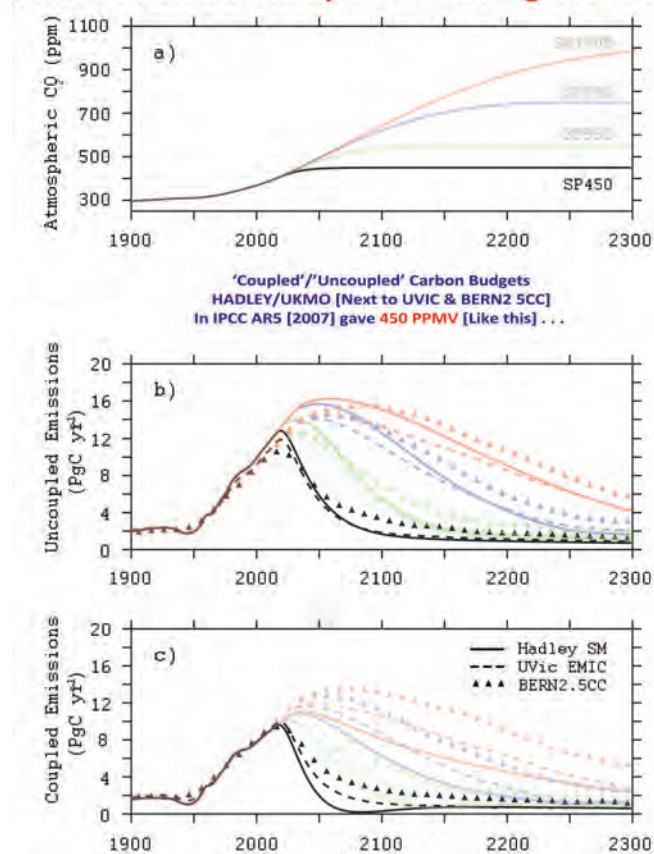 Atmospheric CO2 (ppm)
1100
900
700
500
300
a)
SP1000
SP750
SP550
SP450
1900 2000 2100 2200 2300
'Coupled'/'Uncoupled' Carbon Budgets
HADLEY/UKMO [Next to UVIC & BERN2 5CC]
In IPCC AR5 [2007] gave 450 PPMV [Like this] . . .
Uncoupled Emissions
(PgC yr-1)
20
16
12
8
4
0
b)
1900 2000 2100 2200 2300
Coupled Emissions
(PgC yr-1)
20
16
12
8
4
0
c)
Hadley SM
UVic EMIC
BERN2.5CC
1900 2000 2100 2200 2300